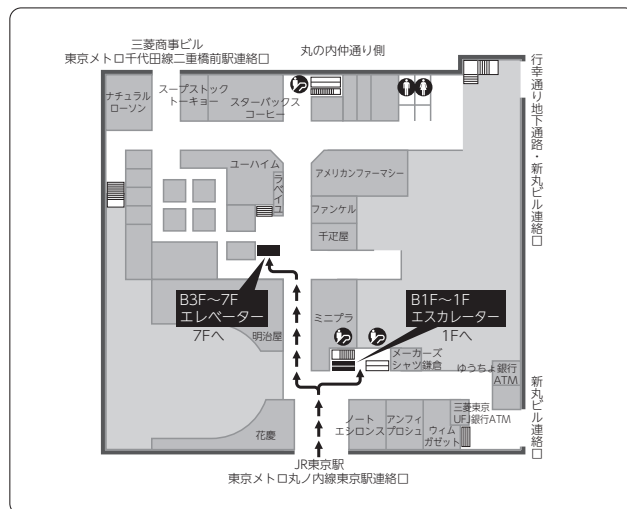 三菱商事ビル
東京メトロ千代田線二重橋前駅連絡口
丸の内仲通り側
行幸通り地下通路・新丸ビル連絡口
ナチュラル
ローソン
スープストック
トーキョー
スターバックス
コーヒー
ユーハイム
ラペイユ
アメリカンファーマシー
ファンケル
千疋屋
B3F〜7F
エレベーター
7Fへ
明治屋
ミニプラ
B1F〜1F
エスカレーター
1Fへ
メーカーズ
シャツ鎌倉
ゆうちょ銀行
ATM
新丸ビル連絡口
花慶
ノート
エシロンス
アンフィ
プロシュ
ウィム
ガゼット
三菱東京
UFJ銀行ATM
JR東京駅
東京メトロ丸ノ内線東京駅連絡口